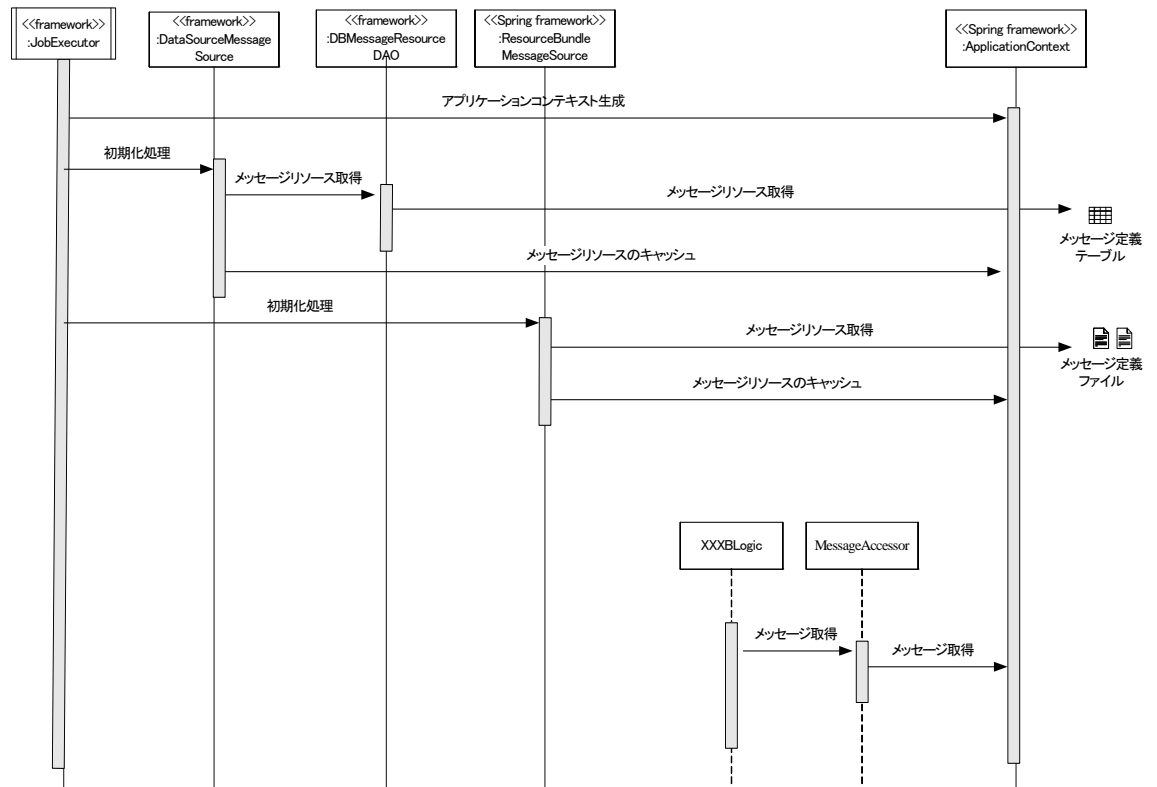 <<framework>>
:JobExecutor
<<framework>>
:DataSourceMessage
Source
<<framework>>
:DBMessageResource
DAO
<<Spring framework>>
:ResourceBundle
MessageSource
<<Spring framework>>
:ApplicationContext
アプリケーションコンテキスト生成
初期化処理
メッセージリソース取得
メッセージリソース取得
メッセージ定義
テーブル
メッセージリソースのキャッシュ
初期化処理
メッセージリソース取得
メッセージ定義
ファイル
メッセージリソースのキャッシュ
XXXBLogic
MessageAccessor
メッセージ取得
メッセージ取得